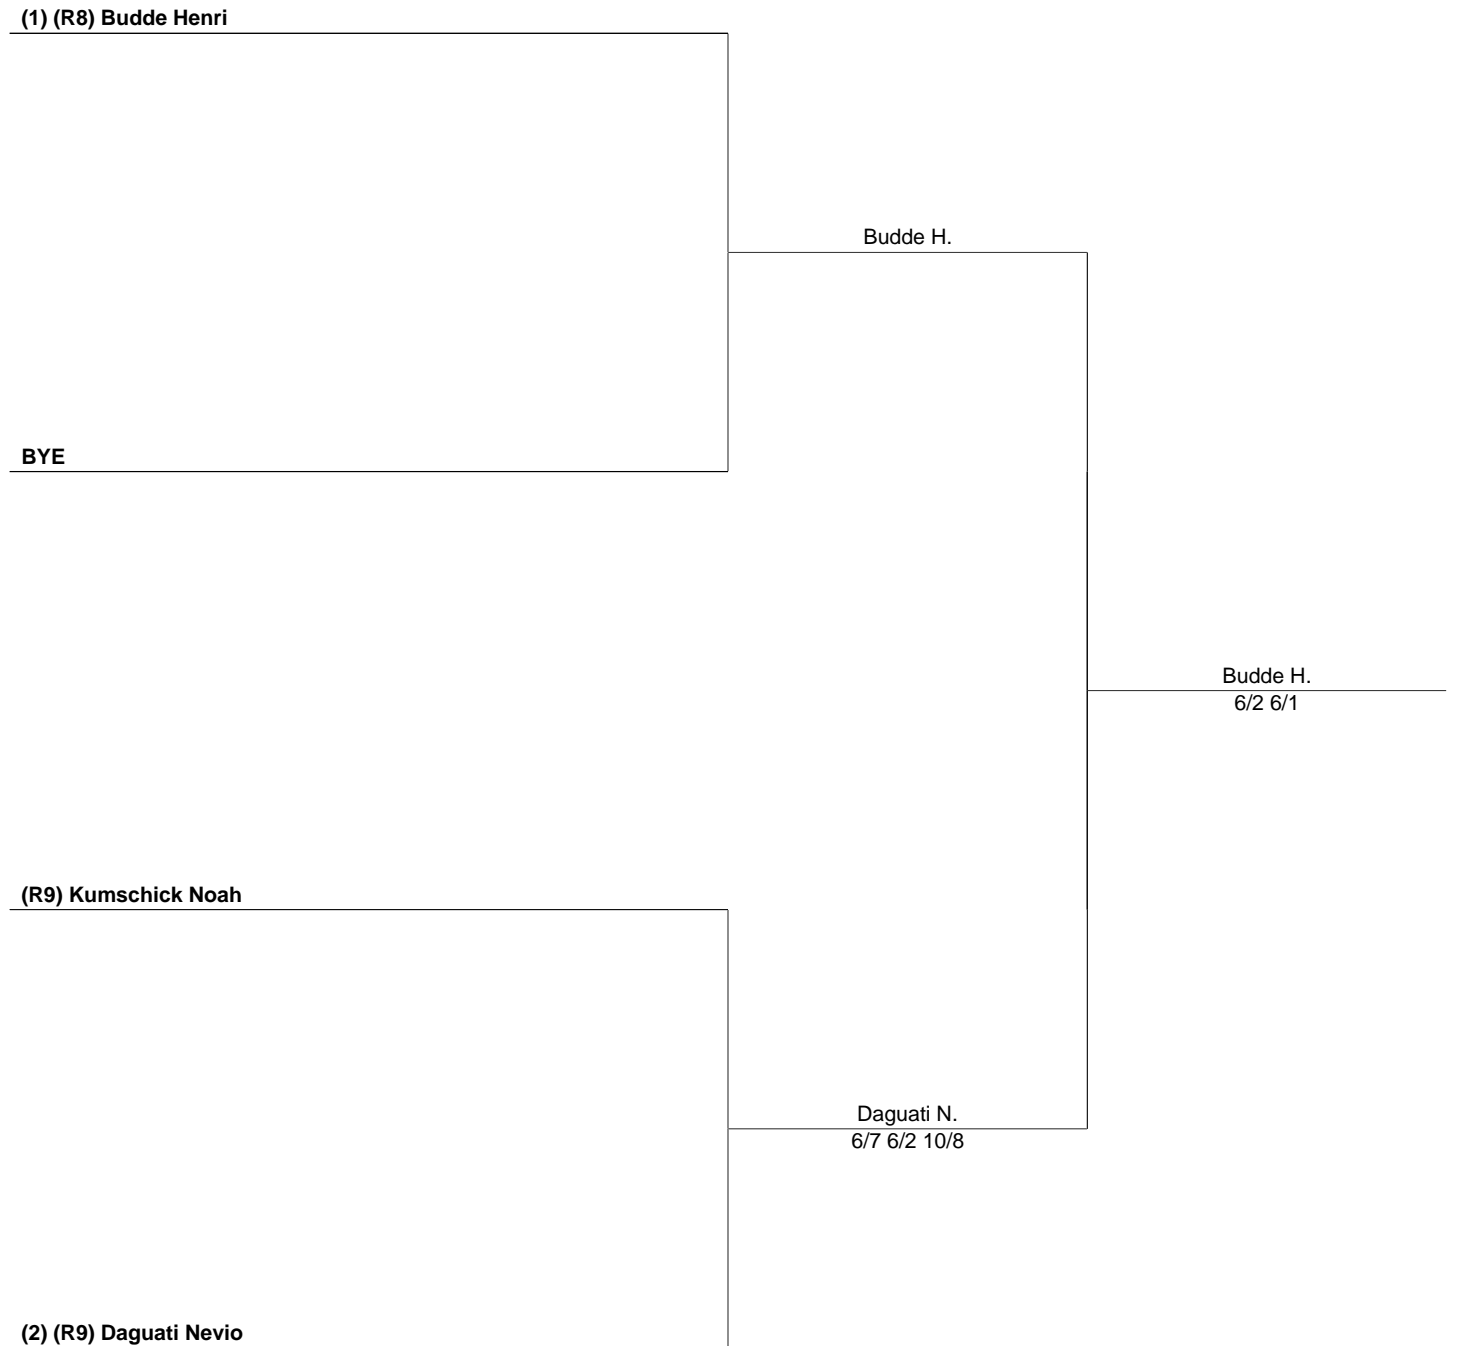 (1) (R8) Budde Henri
Budde H.
BYE
Budde H.
6/2 6/1
(R9) Kumschick Noah
Daguati N.
6/7 6/2 10/8
(2) (R9) Daguati Nevio